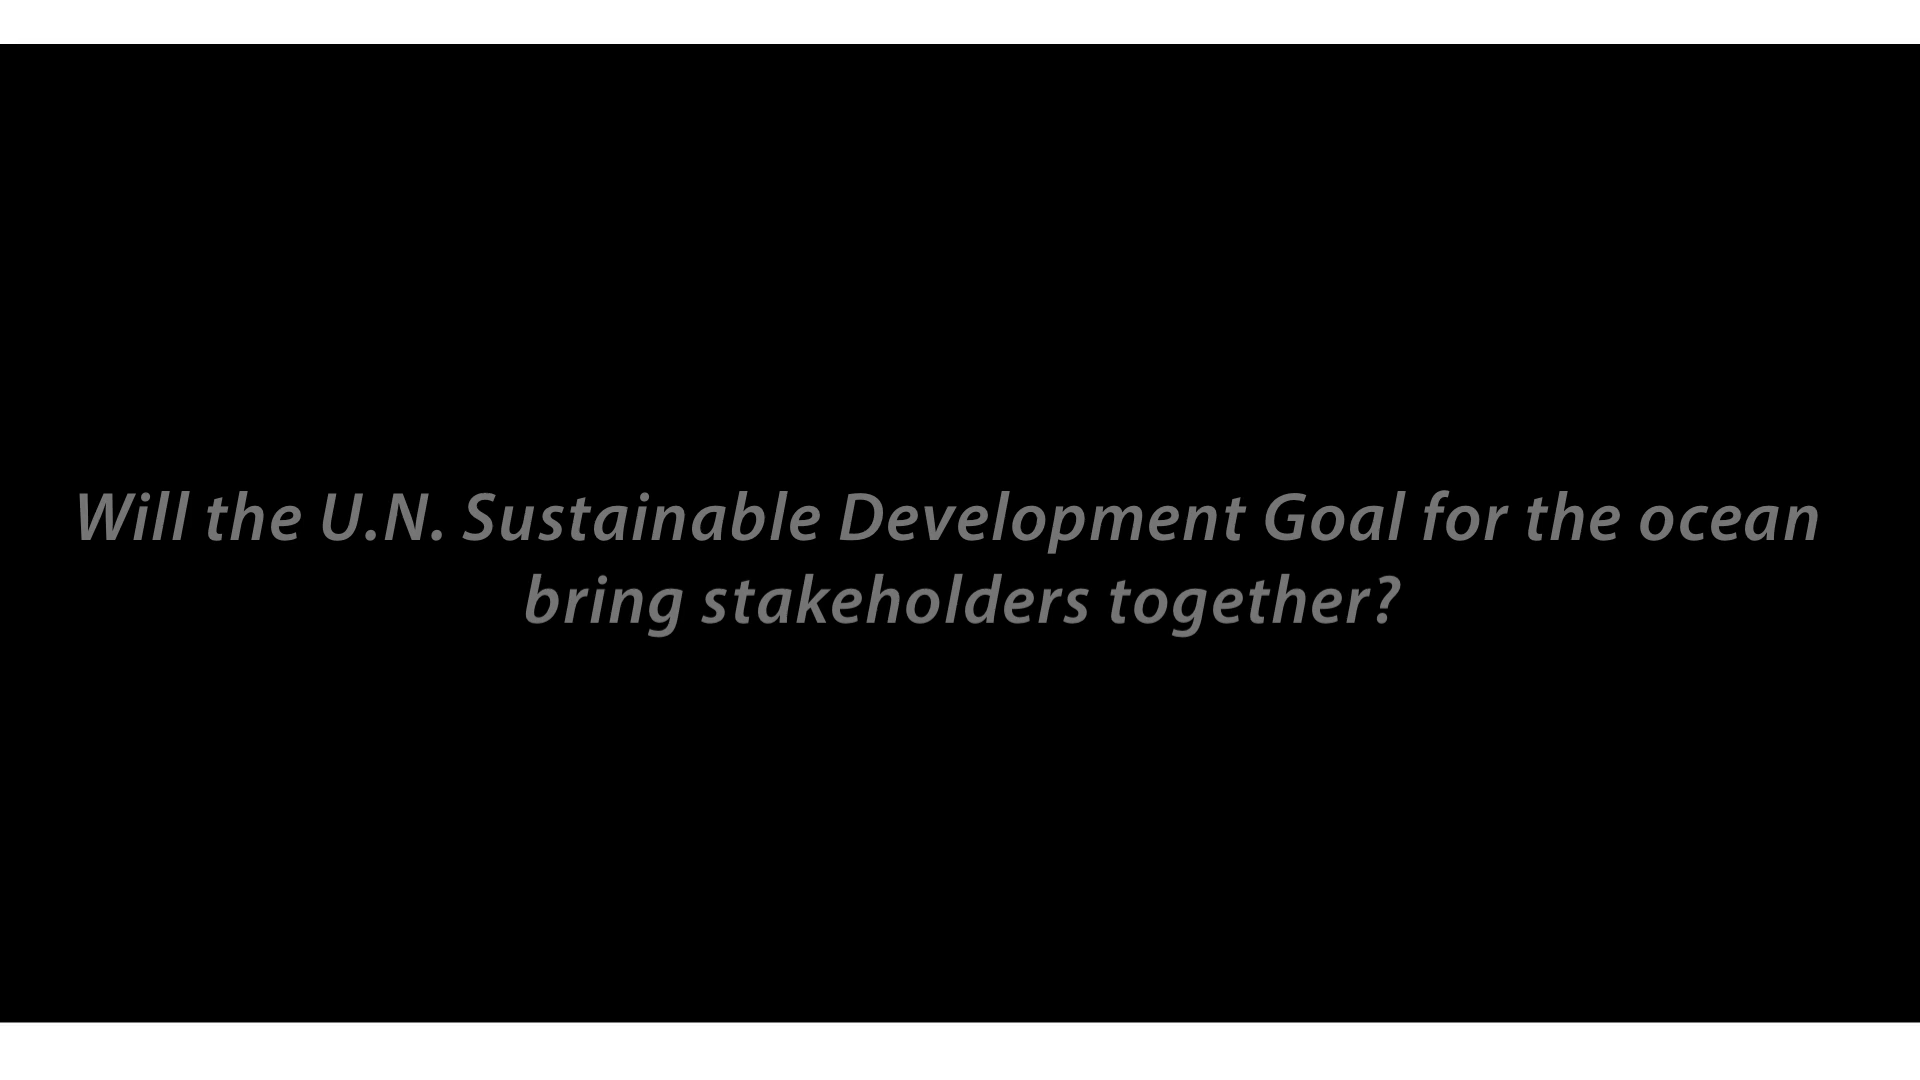 Will the U.N. Sustainable Development Goal for the ocean
bring stakeholders together?